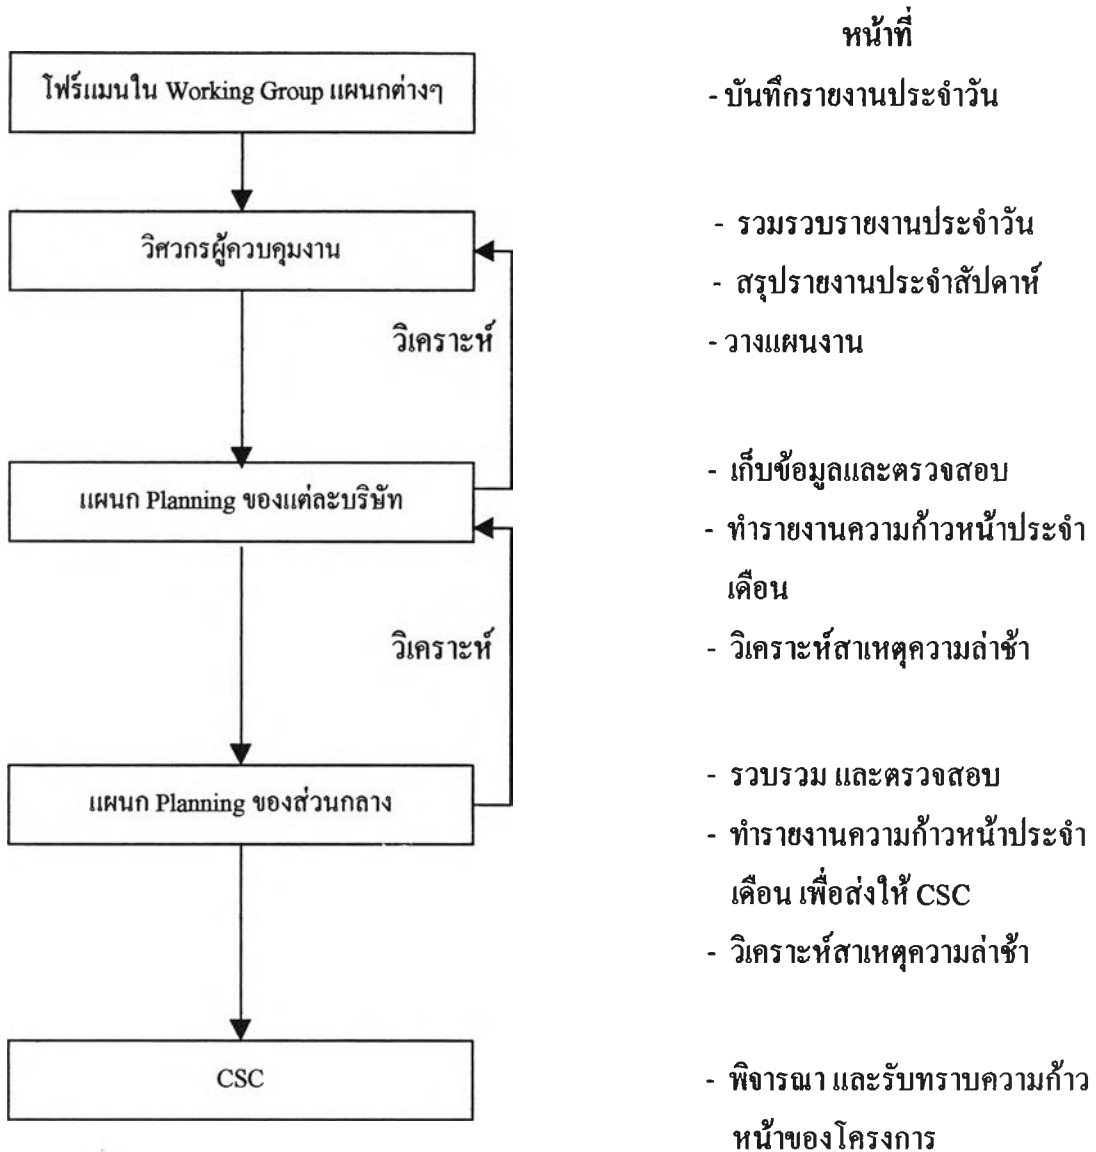 หน้าที่
โฟร์แมนใน Working Group แผนกต่างๆ
- บันทึกรายงานประจำวัน
วิศวกรผู้ควบคุมงาน
- รวมรวบรายงานประจำวัน
- สรุปรายงานประจำสัปดาห์
วิเคราะห์
- วางแผนงาน
แผนก Planning ของแต่ละบริษัท
- เก็บข้อมูลและตรวจสอบ
- ทำรายงานความก้าวหน้าประจำ
เดือน
วิเคราะห์
- วิเคราะห์สาเหตุความล่าช้า
แผนก Planning ของส่วนกลาง
- รวบรวม และตรวจสอบ
- ทำรายงานความก้าวหน้าประจำ
เดือน เพื่อส่งให้ CSC
- วิเคราะห์สาเหตุความล่าช้า
CSC
- พิจารณา และรับทราบความก้าว
หน้าของโครงการ